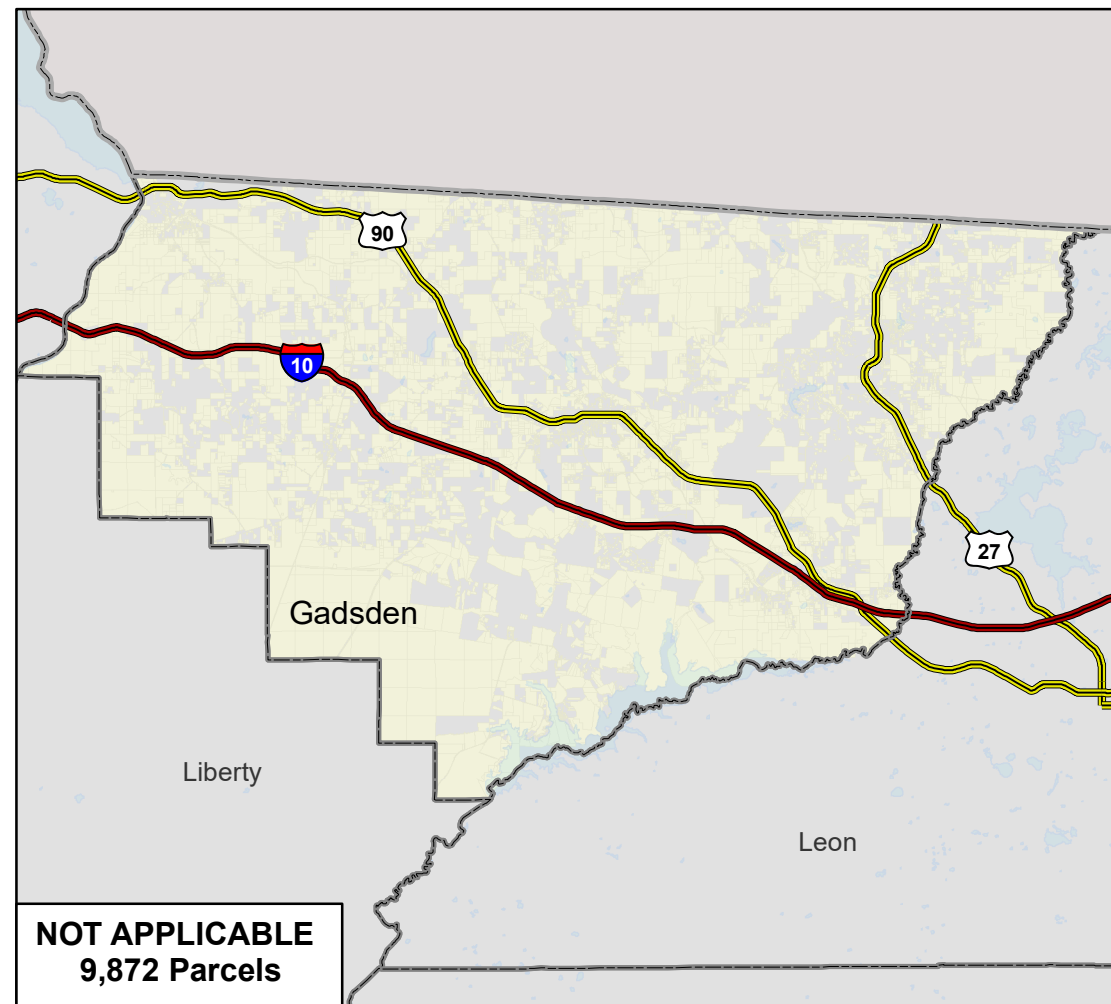 90
10
27
Gadsden
Liberty
Leon
NOT APPLICABLE
9,872 Parcels